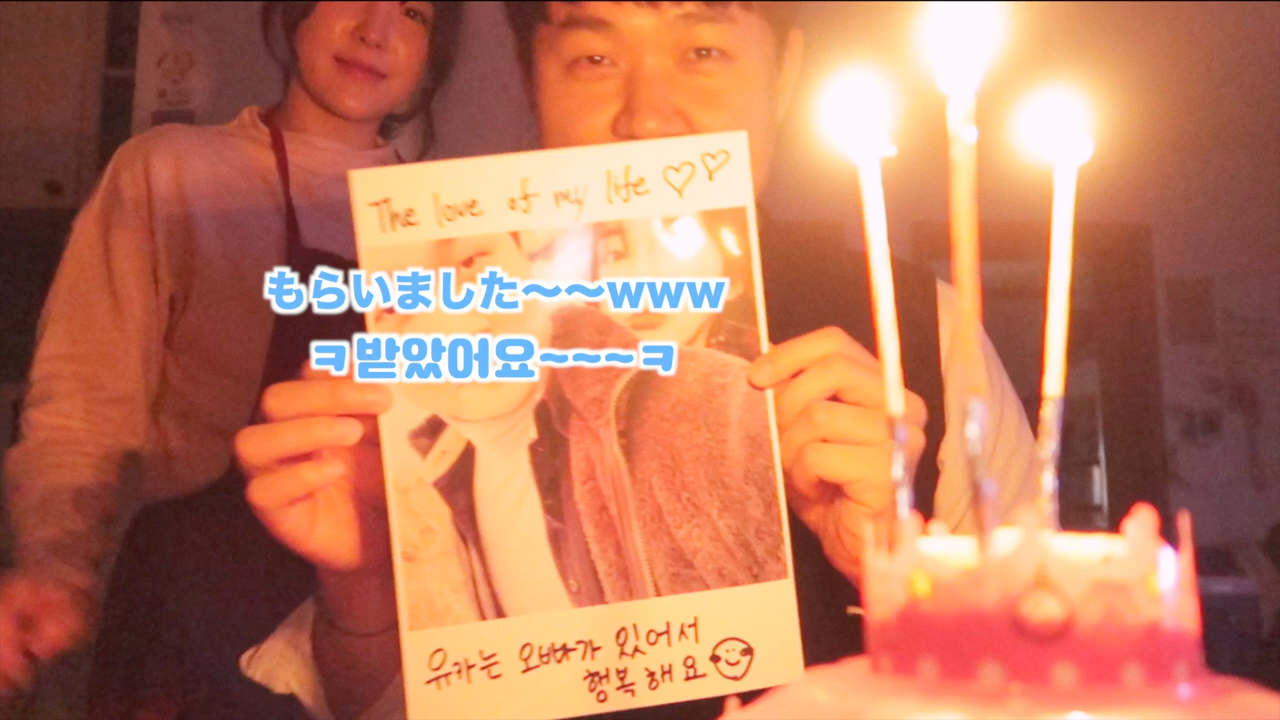 The love of my life ♡♡
もらいました〜〜www
ㅋ받았어요~~~ㅋ
유카는 오빠가 있어서
행복해요